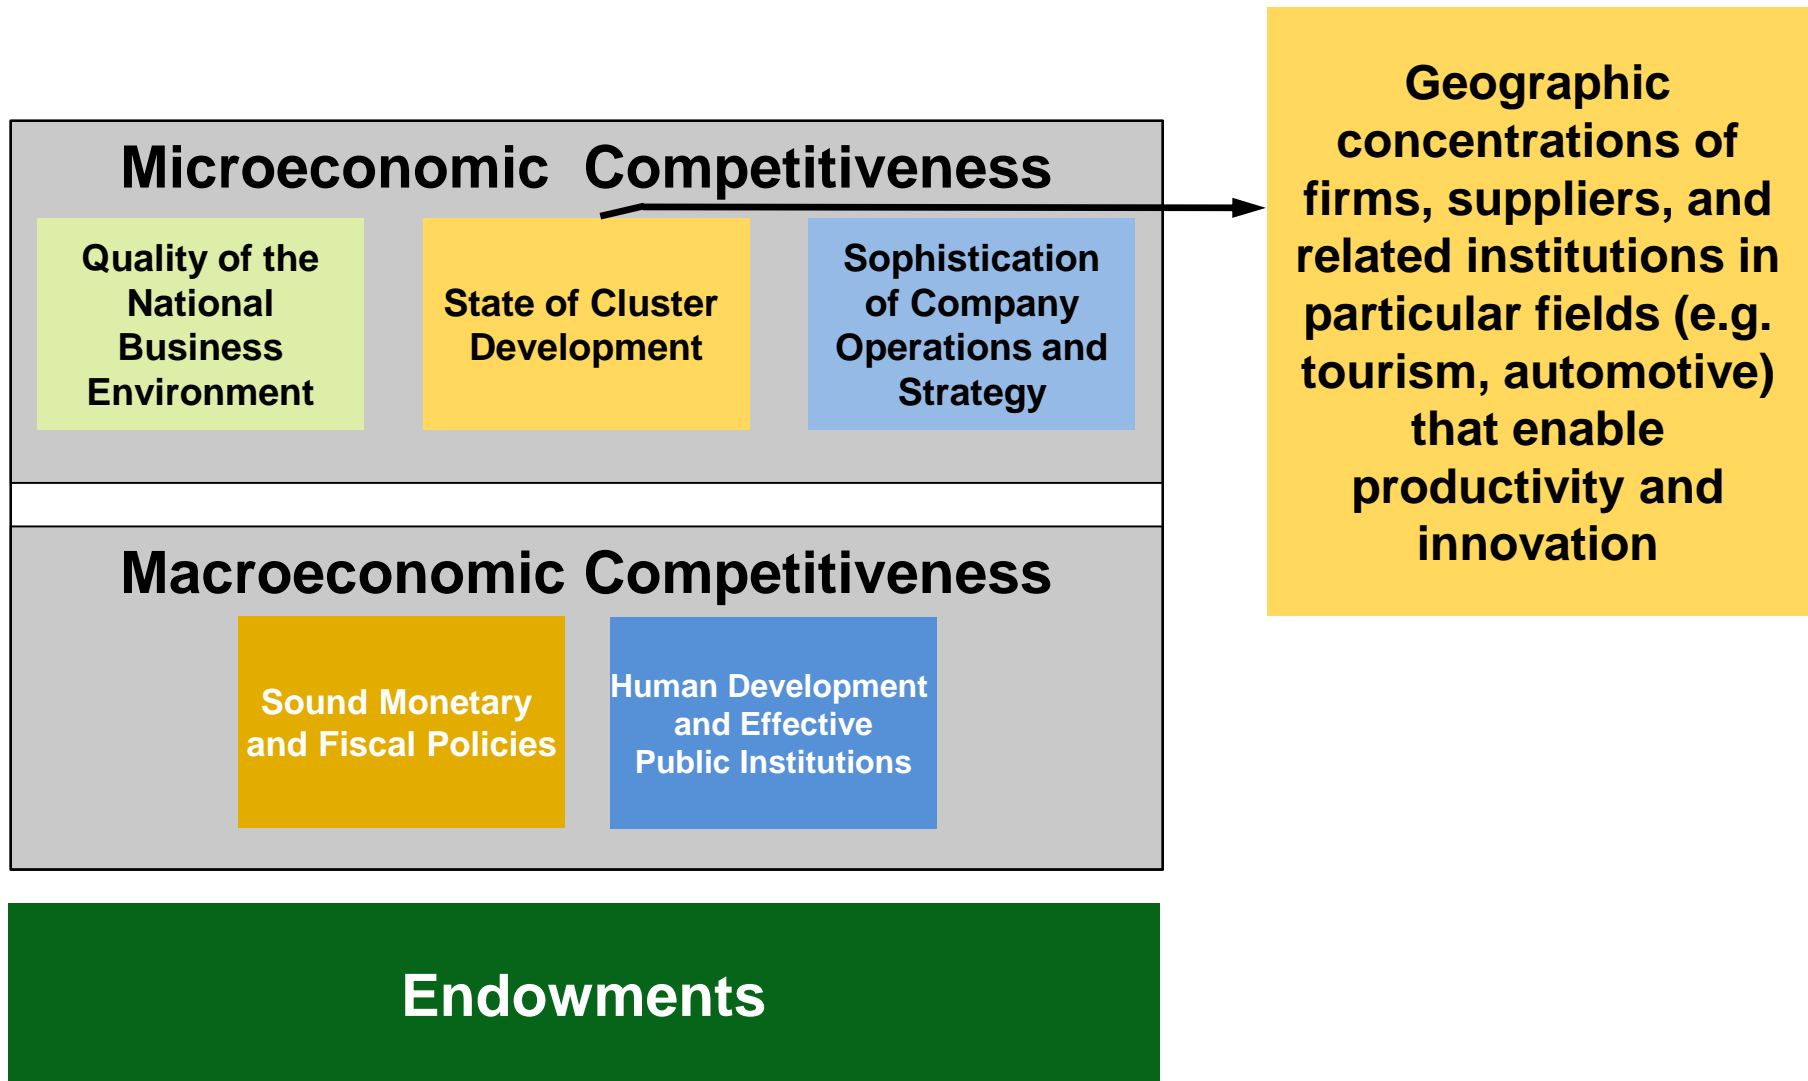 Microeconomic Competitiveness
Quality of the
National
Business
Environment
State of Cluster
Development
Sophistication
of Company
Operations and
Strategy
Geographic
concentrations of
firms, suppliers, and
related institutions in
particular fields (e.g.
tourism, automotive)
that enable
productivity and
innovation
Macroeconomic Competitiveness
Sound Monetary
and Fiscal Policies
Human Development
and Effective
Public Institutions
Endowments